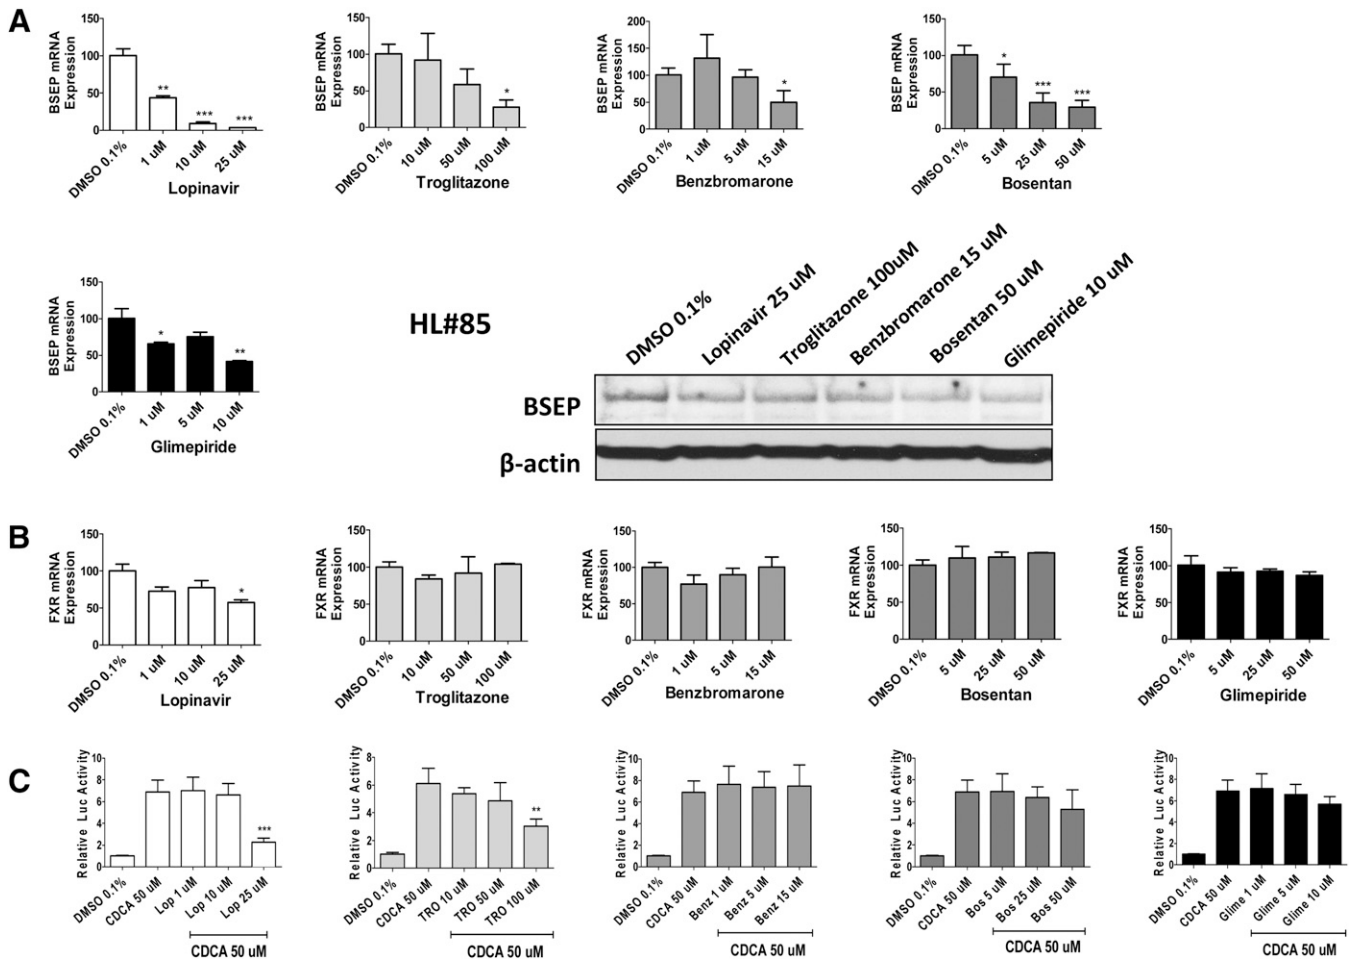 A
BSEP mRNA
Expression
150
100
50
0
**
***
***
DMSO 0.1%
1 uM
10 uM
25 uM
Lopinavir
BSEP mRNA
Expression
150
100
50
0
*
DMSO 0.1%
10 uM
50 uM
100 uM
Troglitazone
BSEP mRNA
Expression
200
150
100
50
0
*
DMSO 0.1%
1 uM
5 uM
15 uM
Benzbromarone
BSEP mRNA
Expression
150
100
50
0
*
***
***
DMSO 0.1%
5 uM
25 uM
50 uM
Bosentan
BSEP mRNA
Expression
150
100
50
0
*
**
DMSO 0.1%
1 uM
5 uM
10 uM
Glimepiride
HL#85
DMSO 0.1%
Lopinavir 25 uM
Troglitazone 100uM
Benzbromarone 15 uM
Bosentan 50 uM
Glimepiride 10 uM
BSEP
β-actin
B
FXR mRNA
Expression
150
100
50
0
*
DMSO 0.1%
1 uM
10 uM
25 uM
Lopinavir
FXR mRNA
Expression
150
100
50
0
DMSO 0.1%
10 uM
50 uM
100 uM
Troglitazone
FXR mRNA
Expression
150
100
50
0
DMSO 0.1%
1 uM
5 uM
15 uM
Benzbromarone
FXR mRNA
Expression
150
100
50
0
DMSO 0.1%
5 uM
25 uM
50 uM
Bosentan
FXR mRNA
Expression
150
100
50
0
DMSO 0.1%
5 uM
25 uM
50 uM
Glimepiride
C
Relative Luc Activity
10
8
6
4
2
0
***
DMSO 0.1%
CDCA 50 uM
Lop 1 uM
Lop 10 uM
Lop 25 uM
CDCA 50 uM
Relative Luc Activity
8
6
4
2
0
**
DMSO 0.1%
CDCA 50 uM
TRO 10 uM
TRO 50 uM
TRO 100 uM
CDCA 50 uM
Relative Luc Activity
10
8
6
4
2
0
DMSO 0.1%
CDCA 50 uM
Benz 1 uM
Benz 5 uM
Benz 15 uM
CDCA 50 uM
Relative Luc Activity
10
8
6
4
2
0
DMSO 0.1%
CDCA 50 uM
Bos 5 uM
Bos 25 uM
Bos 50 uM
CDCA 50 uM
Relative Luc Activity
10
8
6
4
2
0
DMSO 0.1%
CDCA 50 uM
Glime 1 uM
Glime 5 uM
Glime 10 uM
CDCA 50 uM